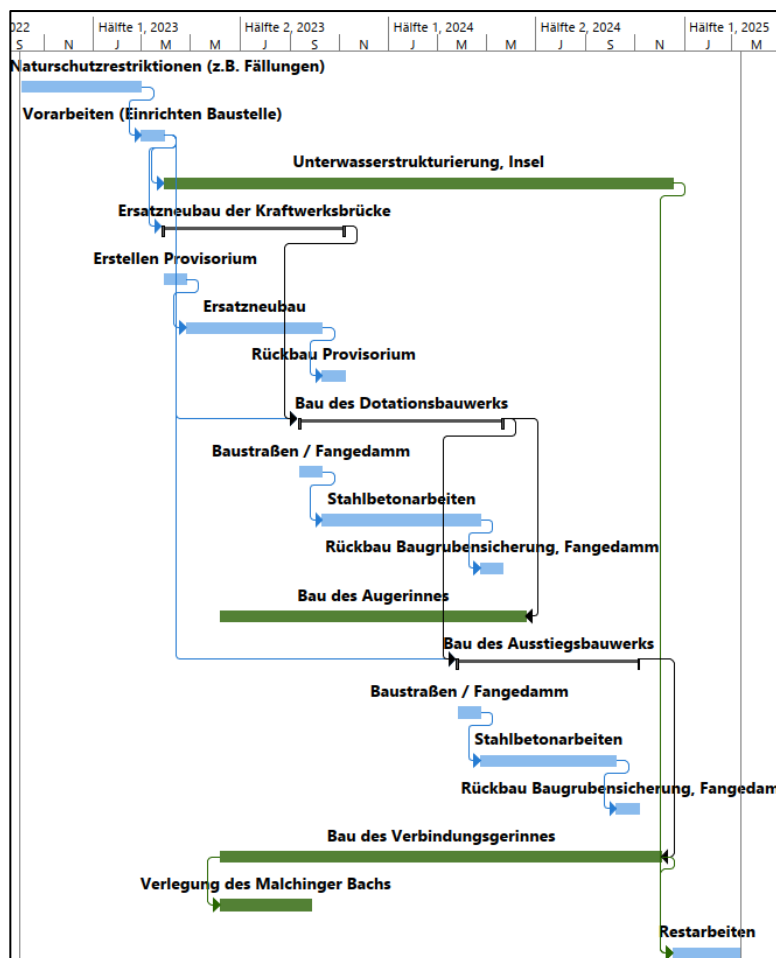 022 Hälfte 1, 2023 Hälfte 2, 2023 Hälfte 1, 2024 Hälfte 2, 2024 Hälfte 1, 2025
S N J M M J S N J M M J S N J M
Naturschutzrestriktionen (z.B. Fällungen)
Vorarbeiten (Einrichten Baustelle)
Unterwasserstrukturierung, Insel
Ersatzneubau der Kraftwerksbrücke
Erstellen Provisorium
Ersatzneubau
Rückbau Provisorium
Bau des Dotationsbauwerks
Baustraßen / Fangedamm
Stahlbetonarbeiten
Rückbau Baugrubensicherung, Fangedamm
Bau des Augerinnes
Bau des Ausstiegsbauwerks
Baustraßen / Fangedamm
Stahlbetonarbeiten
Rückbau Baugrubensicherung, Fangedam
Bau des Verbindungsgerinnes
Verlegung des Malchinger Bachs
Restarbeiten